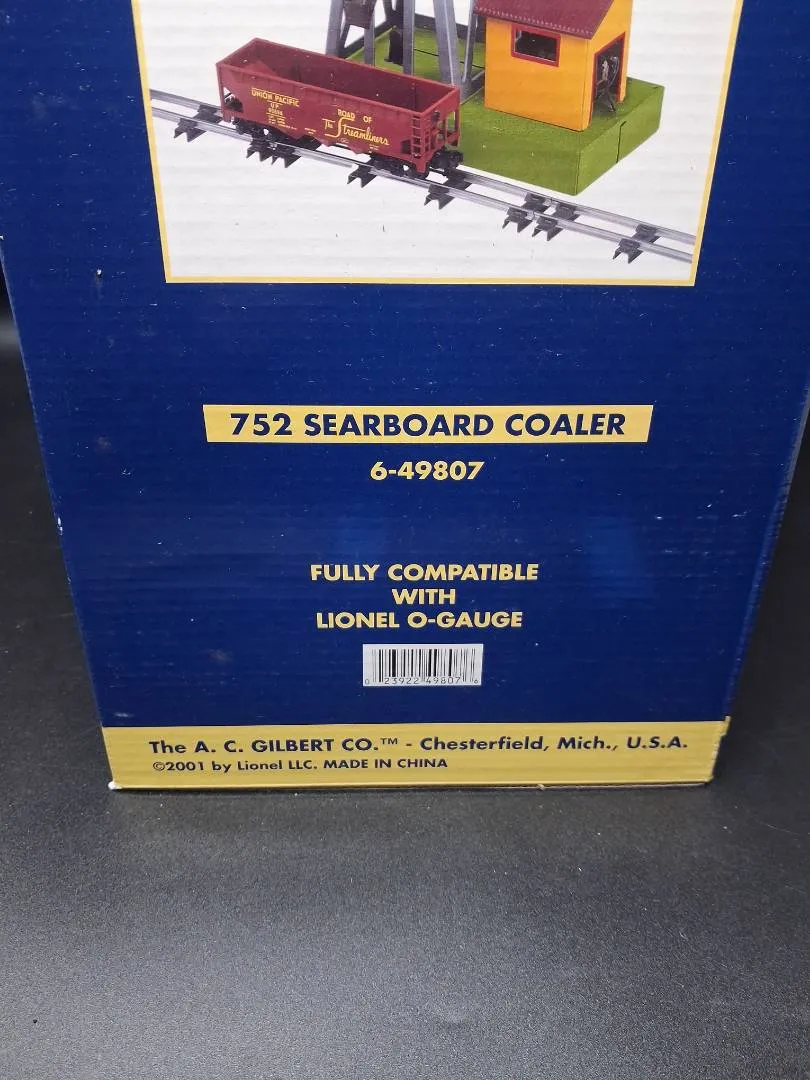 UNION PACIFIC
U.P.
ROAD OF
The Streamliners
752 SEARBOARD COALER
6-49807
FULLY COMPATIBLE
WITH
LIONEL O-GAUGE
0 23922 49807 6
The A. C. GILBERT CO.™ - Chesterfield, Mich., U.S.A.
©2001 by Lionel LLC. MADE IN CHINA